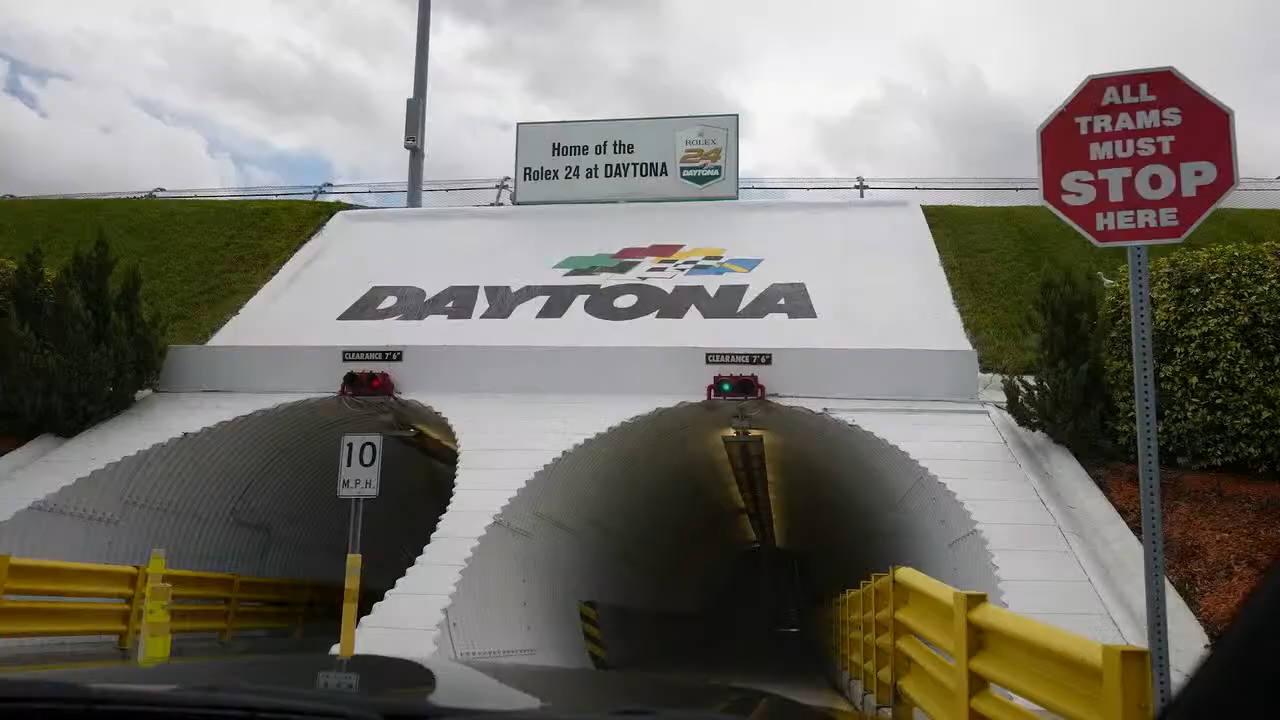 Home of the
Rolex 24 at DAYTONA
ROLEX
24
DAYTONA
ALL
TRAMS
MUST
STOP
HERE
DAYTONA
CLEARANCE 7' 6"
CLEARANCE 7' 6"
10
M.P.H.